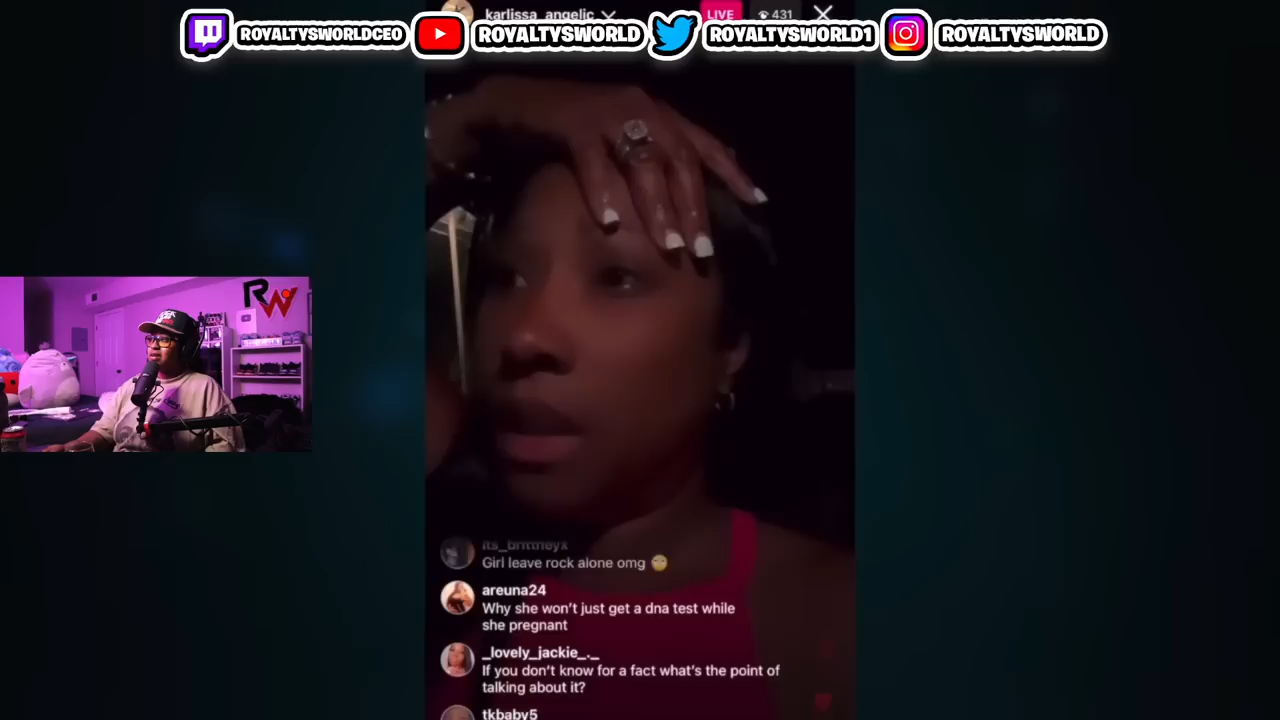 karlissa_angelic
LIVE
431
ROYALTYSWORLDCEO
ROYALTYSWORLD
ROYALTYSWORLD1
ROYALTYSWORLD
RW
its_brittneyx
Girl leave rock alone omg 🙄
areuna24
Why she won't just get a dna test while
she pregnant
_lovely_jackie_._
If you don't know for a fact what's the point of
talking about it?
tkbaby5